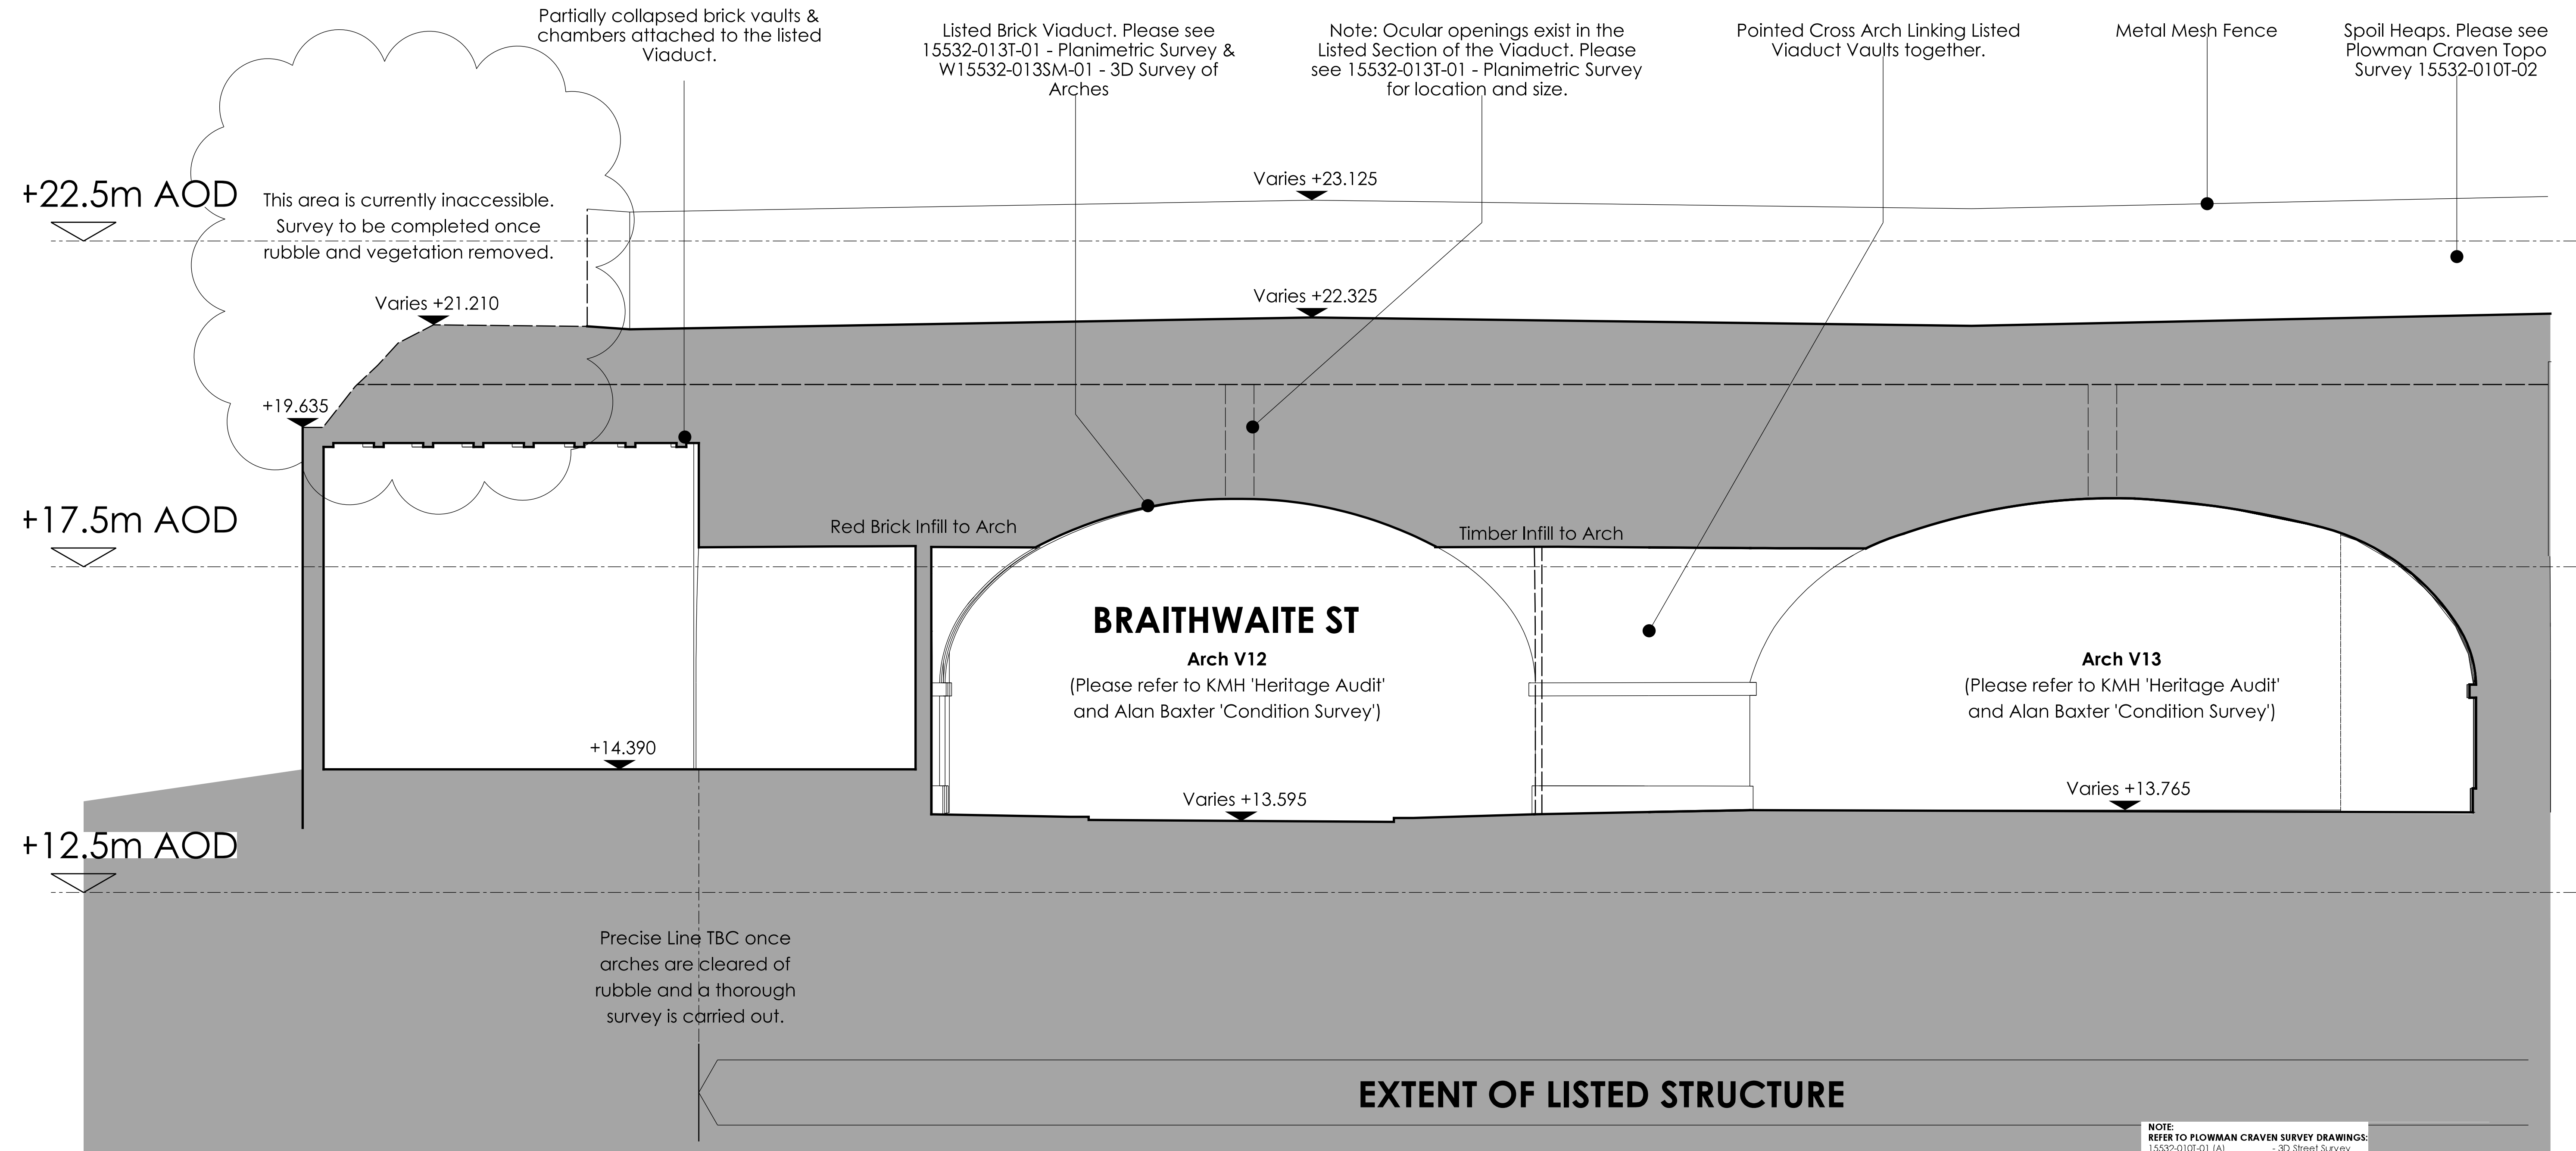 Partially collapsed brick vaults &
chambers attached to the listed
Viaduct.
Listed Brick Viaduct. Please see
15532-013T-01 - Planimetric Survey &
W15532-013SM-01 - 3D Survey of
Arches
Note: Ocular openings exist in the
Listed Section of the Viaduct. Please
see 15532-013T-01 - Planimetric Survey
for location and size.
Pointed Cross Arch Linking Listed
Viaduct Vaults together.
Metal Mesh Fence
Spoil Heaps. Please see
Plowman Craven Topo
Survey 15532-010T-02
+22.5m AOD
This area is currently inaccessible.
Survey to be completed once
rubble and vegetation removed.
Varies +23.125
Varies +21.210
Varies +22.325
+19.635
+17.5m AOD
Red Brick Infill to Arch
Timber Infill to Arch
BRAITHWAITE ST
Arch V12
(Please refer to KMH 'Heritage Audit'
and Alan Baxter 'Condition Survey')
Arch V13
(Please refer to KMH 'Heritage Audit'
and Alan Baxter 'Condition Survey')
+14.390
Varies +13.595
Varies +13.765
+12.5m AOD
Precise Line TBC once
arches are cleared of
rubble and a thorough
survey is carried out.
EXTENT OF LISTED STRUCTURE
NOTE:
REFER TO PLOWMAN CRAVEN SURVEY DRAWINGS:
15532-010T-01 (A) - 3D Street Survey